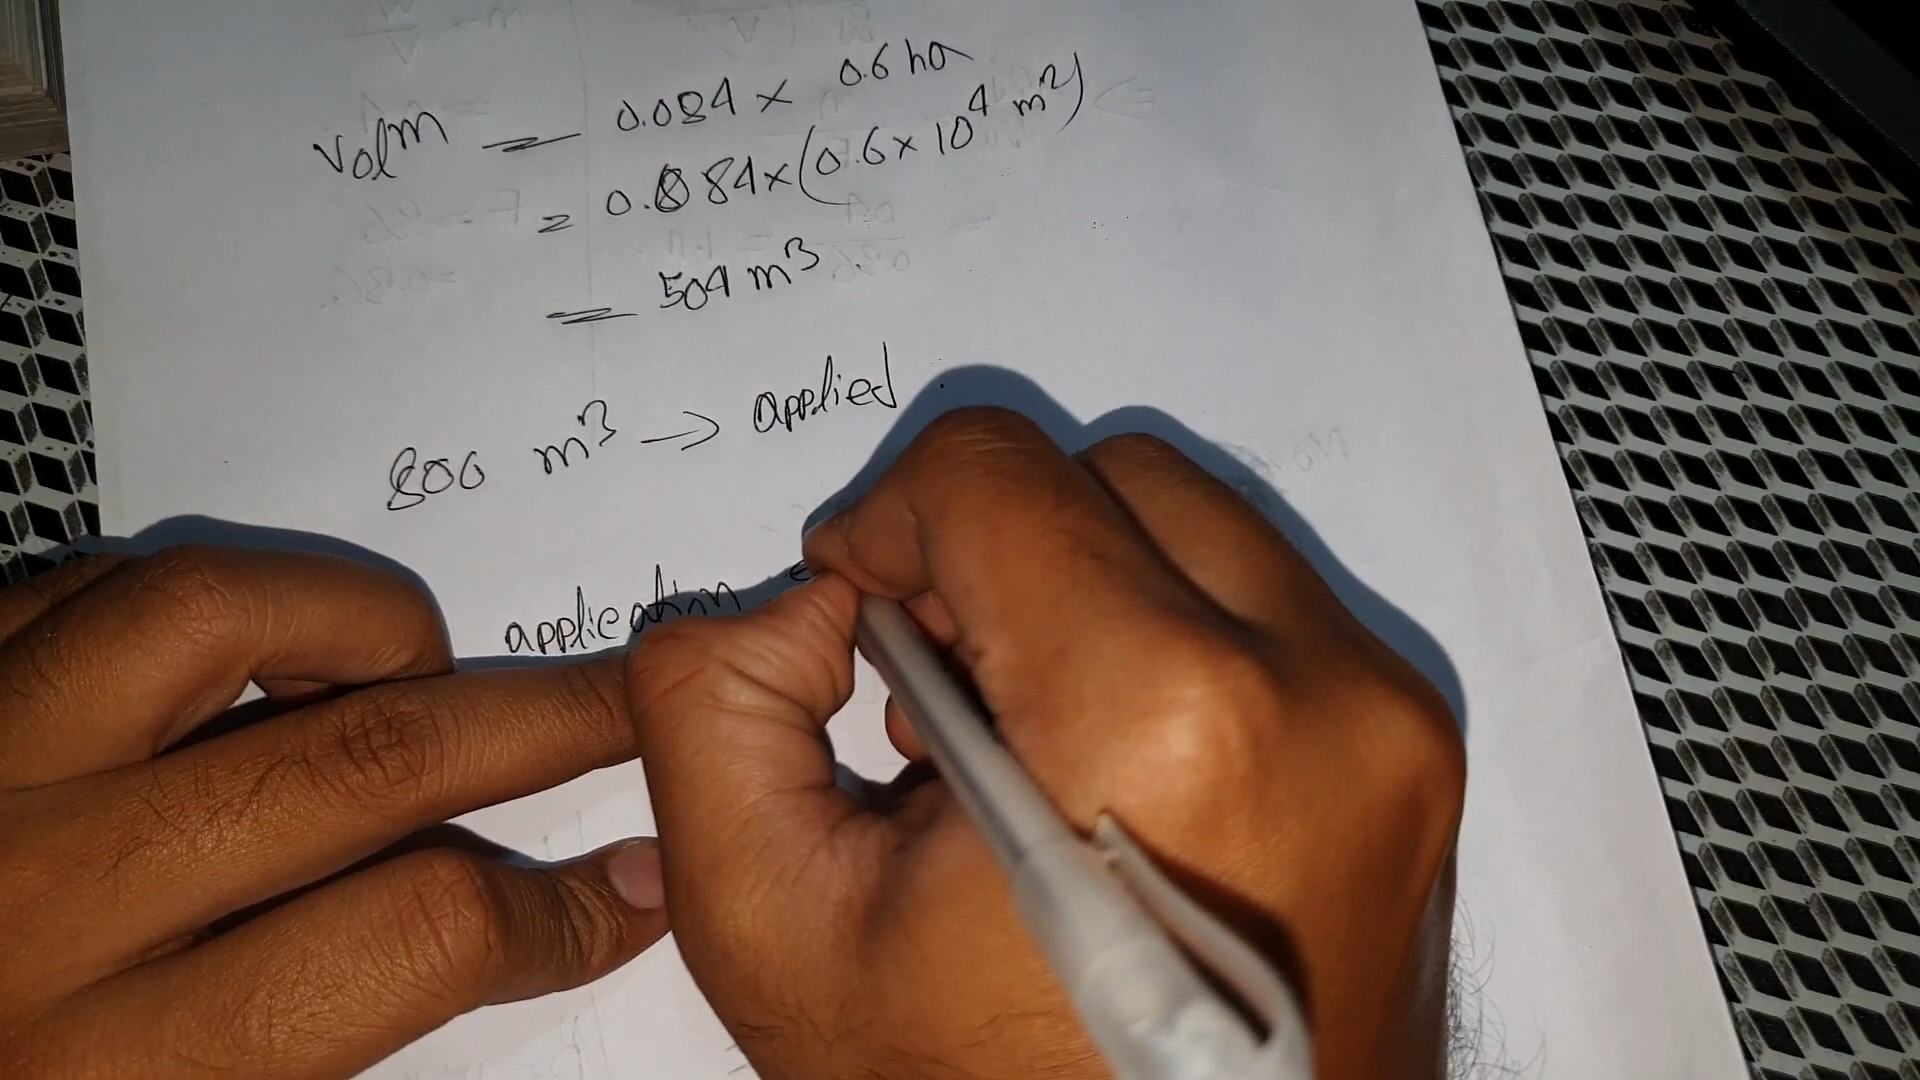 Volm = 0.084 × 0.6 ha
= 0.084×(0.6×10⁴ m²)
= 504 m³
800 m³ → applied
application e